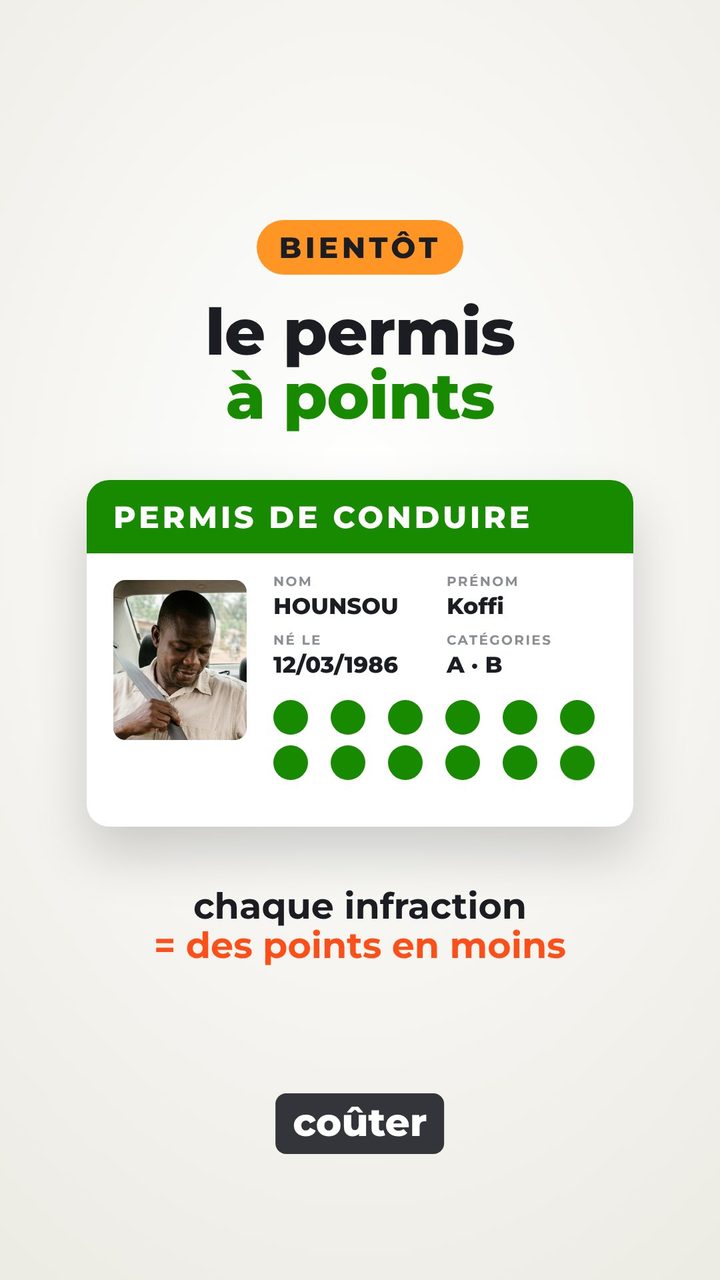 BIENTÔT
le permis
à points
PERMIS DE CONDUIRE
NOM PRÉNOM
HOUNSOU Koffi
NÉ LE CATÉGORIES
12/03/1986 A · B
chaque infraction
= des points en moins
coûter